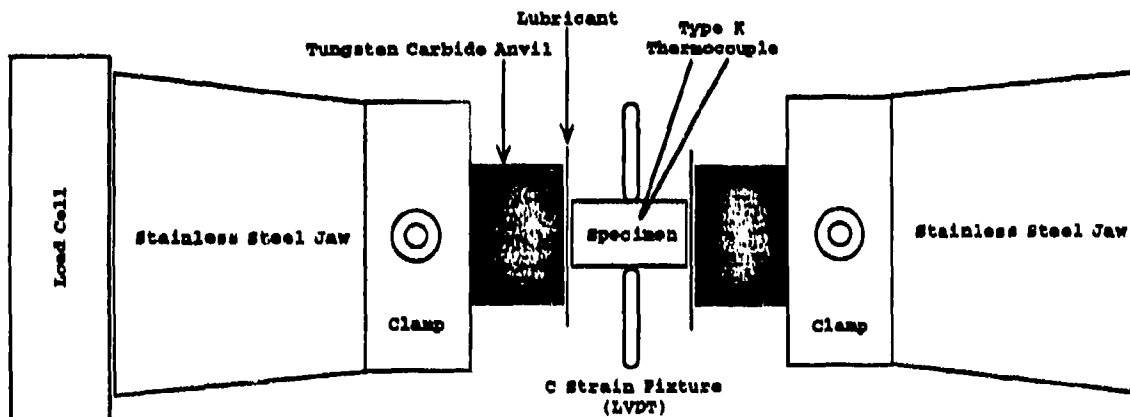 Lubricant
Tungsten Carbide Anvil
Type K
Thermocouple
Load Cell
Stainless Steel Jaw
Specimen
Stainless Steel Jaw
Clamp
Clamp
C Strain Fixture
(LVDT)